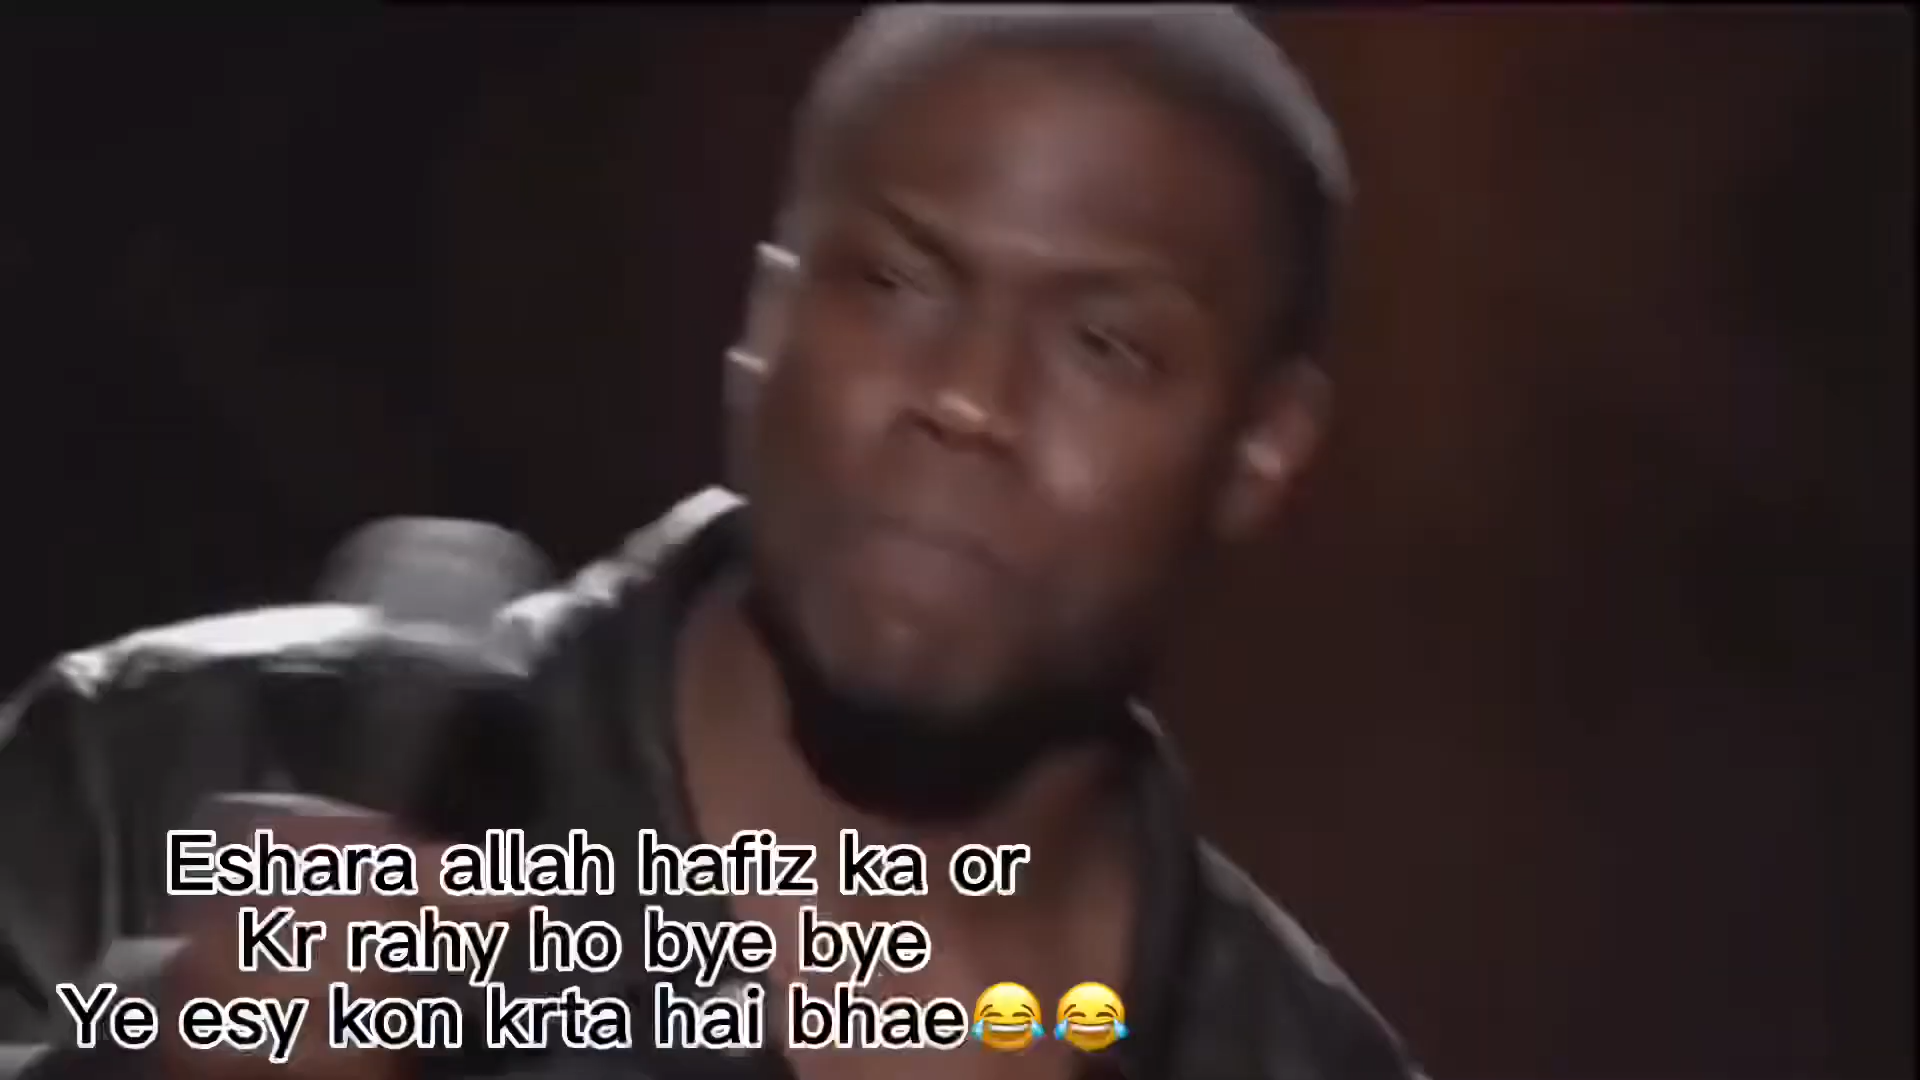 Eshara allah hafiz ka or
Kr rahy ho bye bye
Ye esy kon krta hai bhae😂😂